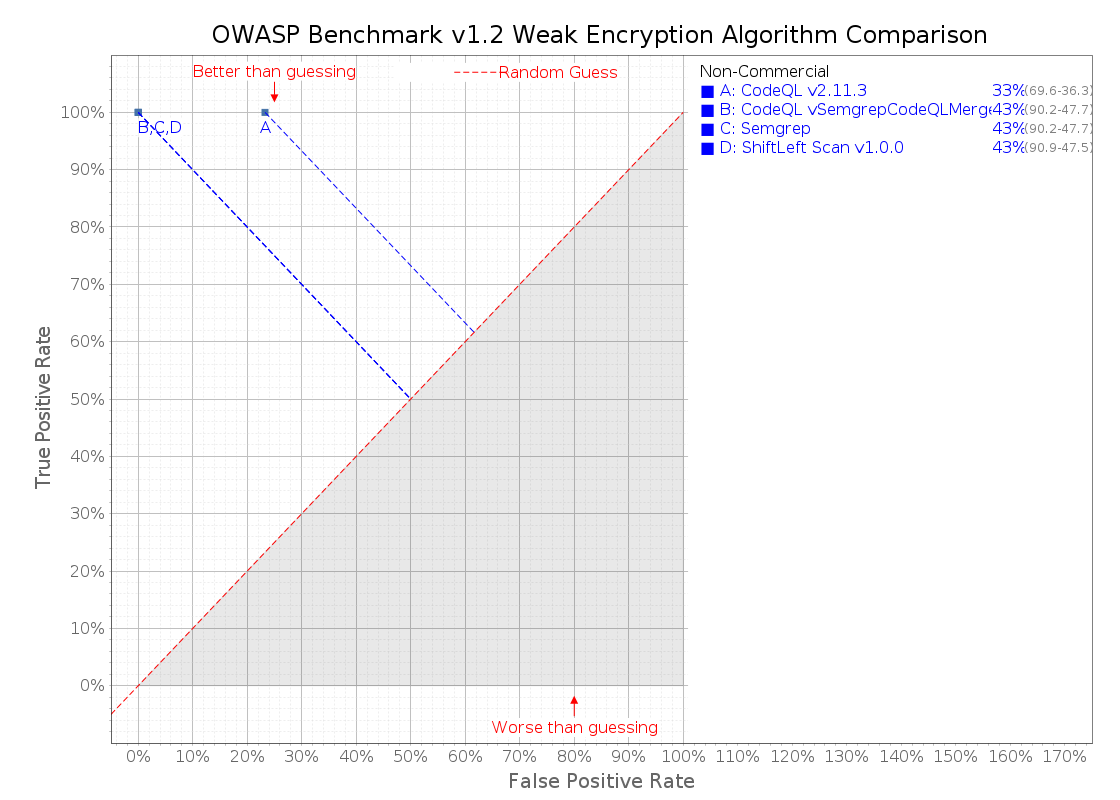 OWASP Benchmark v1.2 Weak Encryption Algorithm Comparison
Better than guessing
Random Guess
Non-Commercial
A: CodeQL v2.11.3 33% (69.6-36.3)
B: CodeQL vSemgrepCodeQLMerge 43% (90.2-47.7)
C: Semgrep 43% (90.2-47.7)
D: ShiftLeft Scan v1.0.0 43% (90.9-47.5)
B,C,D
A
100%
90%
80%
70%
60%
50%
40%
30%
20%
10%
0%
True Positive Rate
Worse than guessing
0% 10% 20% 30% 40% 50% 60% 70% 80% 90% 100% 110% 120% 130% 140% 150% 160% 170%
False Positive Rate